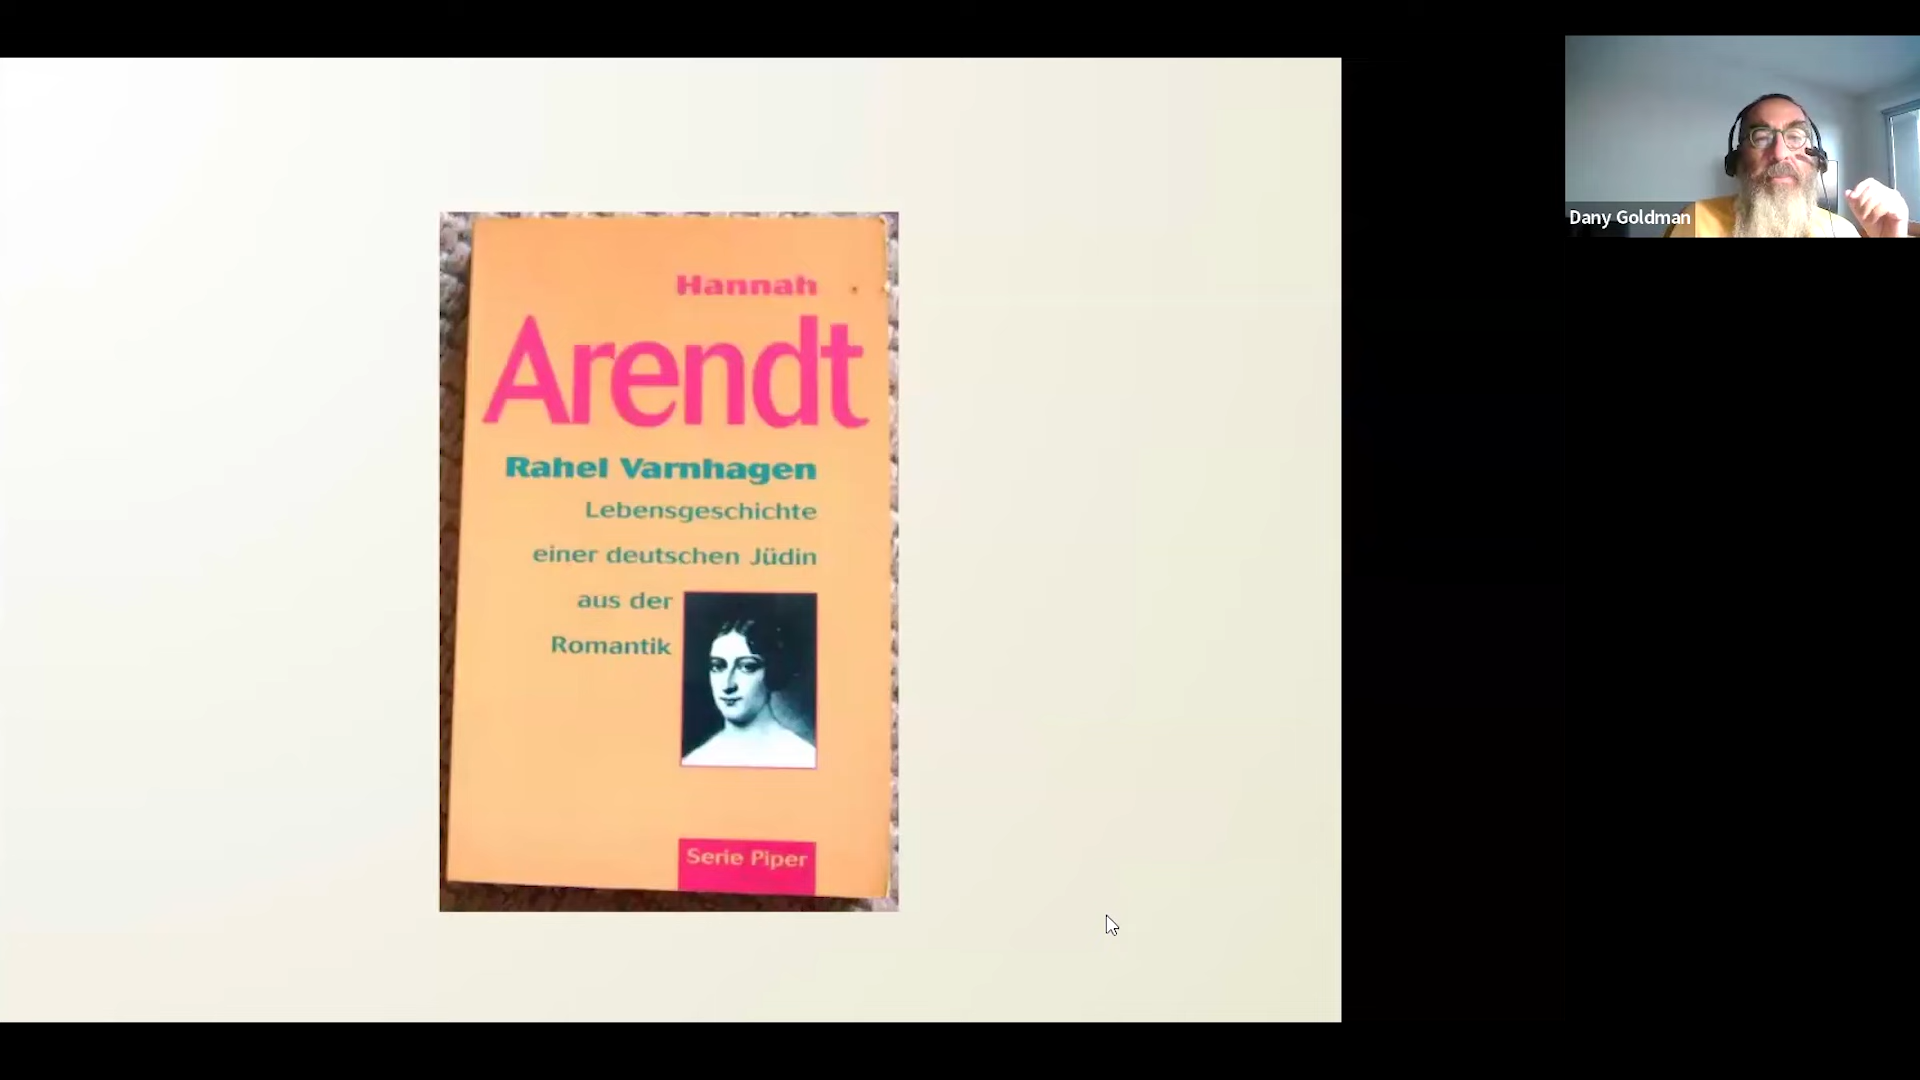 Hannah
Arendt
Rahel Varnhagen
Lebensgeschichte
einer deutschen Jüdin
aus der
Romantik
Serie Piper
Dany Goldman